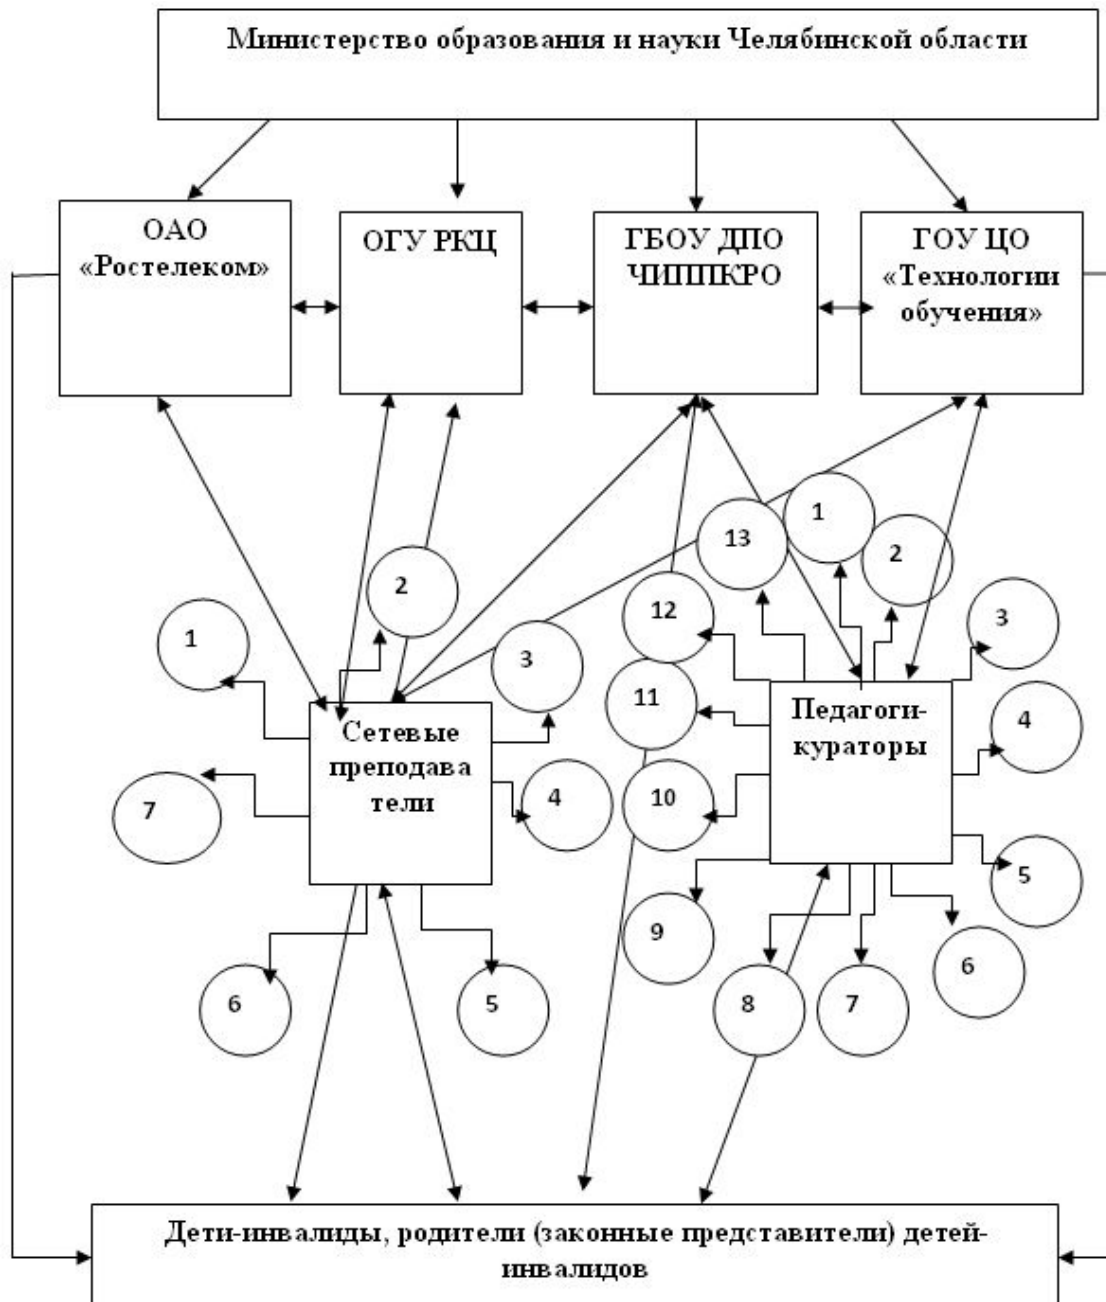 Министерство образования и науки Челябинской области
ОАО
«Ростелеком»
ОГУ РКЦ
ГБОУ ДПО
ЧИППКРО
ГОУ ЦО
«Технологии
обучения»
1
2
3
4
5
6
7
Сетевые
преподава
тели
1
2
3
4
5
6
7
8
9
10
11
12
13
Педагоги-
кураторы
Дети-инвалиды, родители (законные представители) детей-
инвалидов